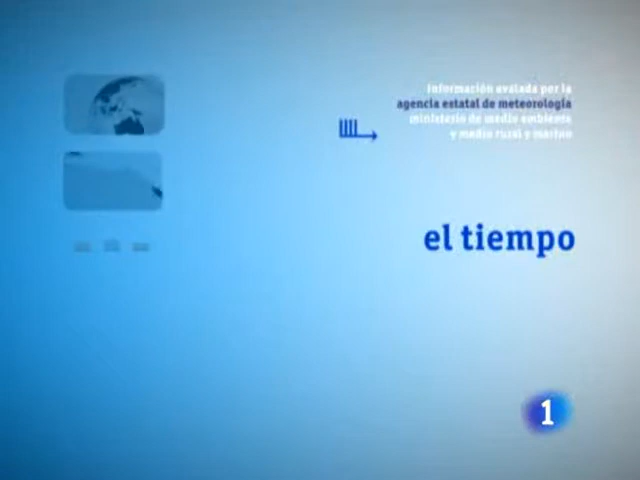 información avalada por la
agencia estatal de meteorología
ministerio de medio ambiente
y medio rural y marino
el tiempo
1